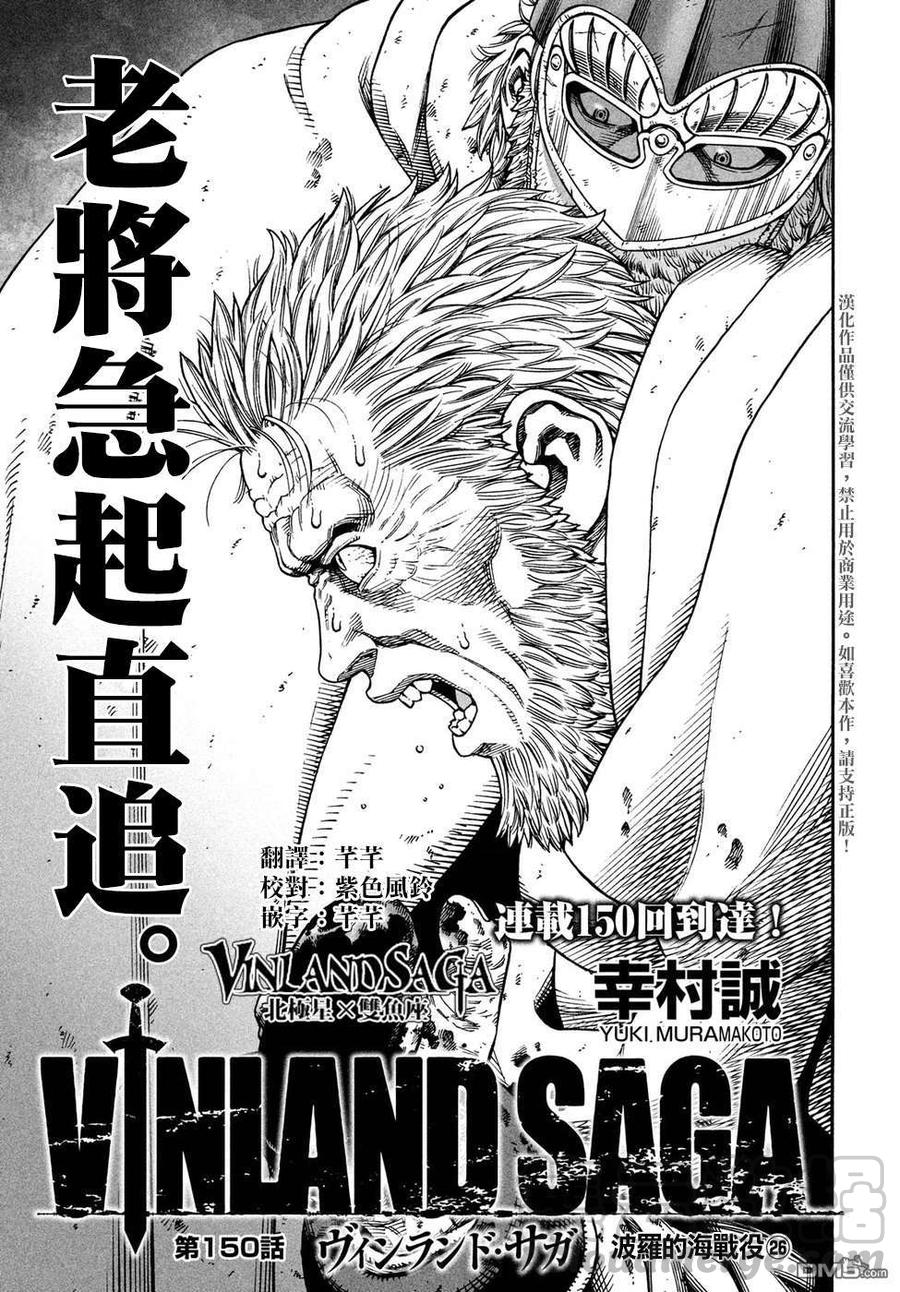 老將急起直追。
漢化作品僅供交流學習，禁止用於商業用途。如喜歡本作，請支持正版！
翻譯：芊芊
校對：紫色風鈴
嵌字：芊芊
VINLAND SAGA
北極星×雙魚座
連載150回到達！
幸村誠
YUKIMURA MAKOTO
VINLAND SAGA
第150話
ヴィンランド・サガ
波羅的海戰役㉖
DM5.com